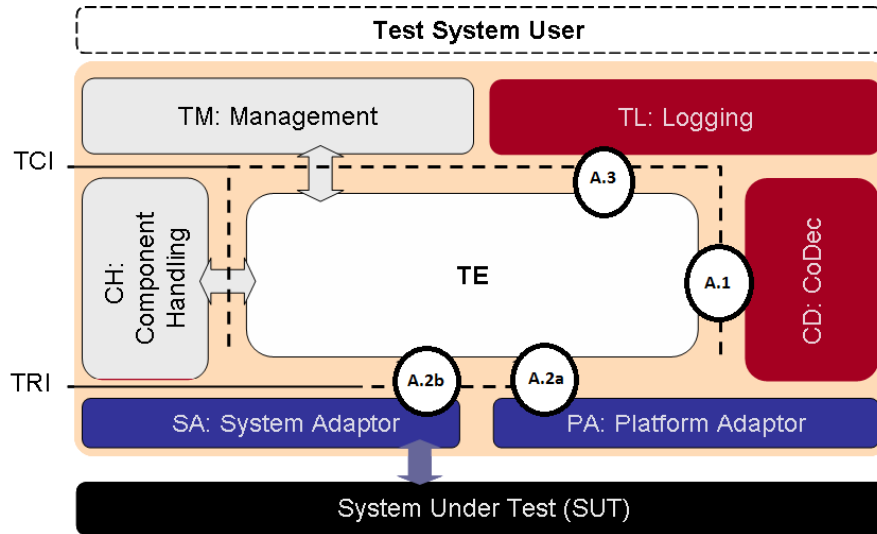 Test System User
TM: Management
TL: Logging
TCI
A.3
CH:
Component
Handling
TE
A.1
CD: CoDec
TRI
A.2b
A.2a
SA: System Adaptor
PA: Platform Adaptor
System Under Test (SUT)